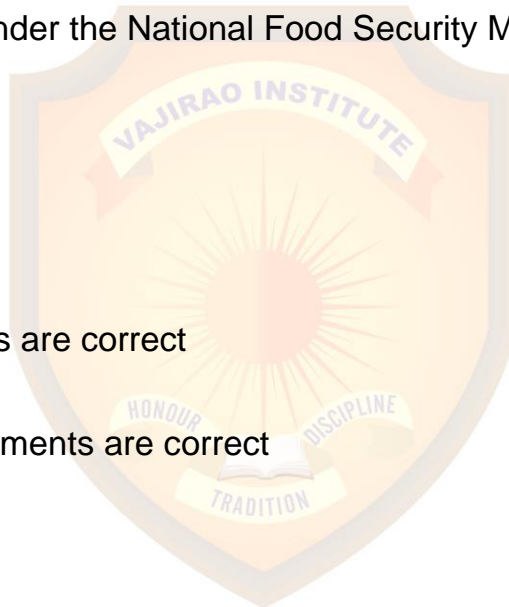 nder the National Food Security M
VAJIRAO INSTITUTE
s are correct
HONOUR
DISCIPLINE
ments are correct
TRADITION